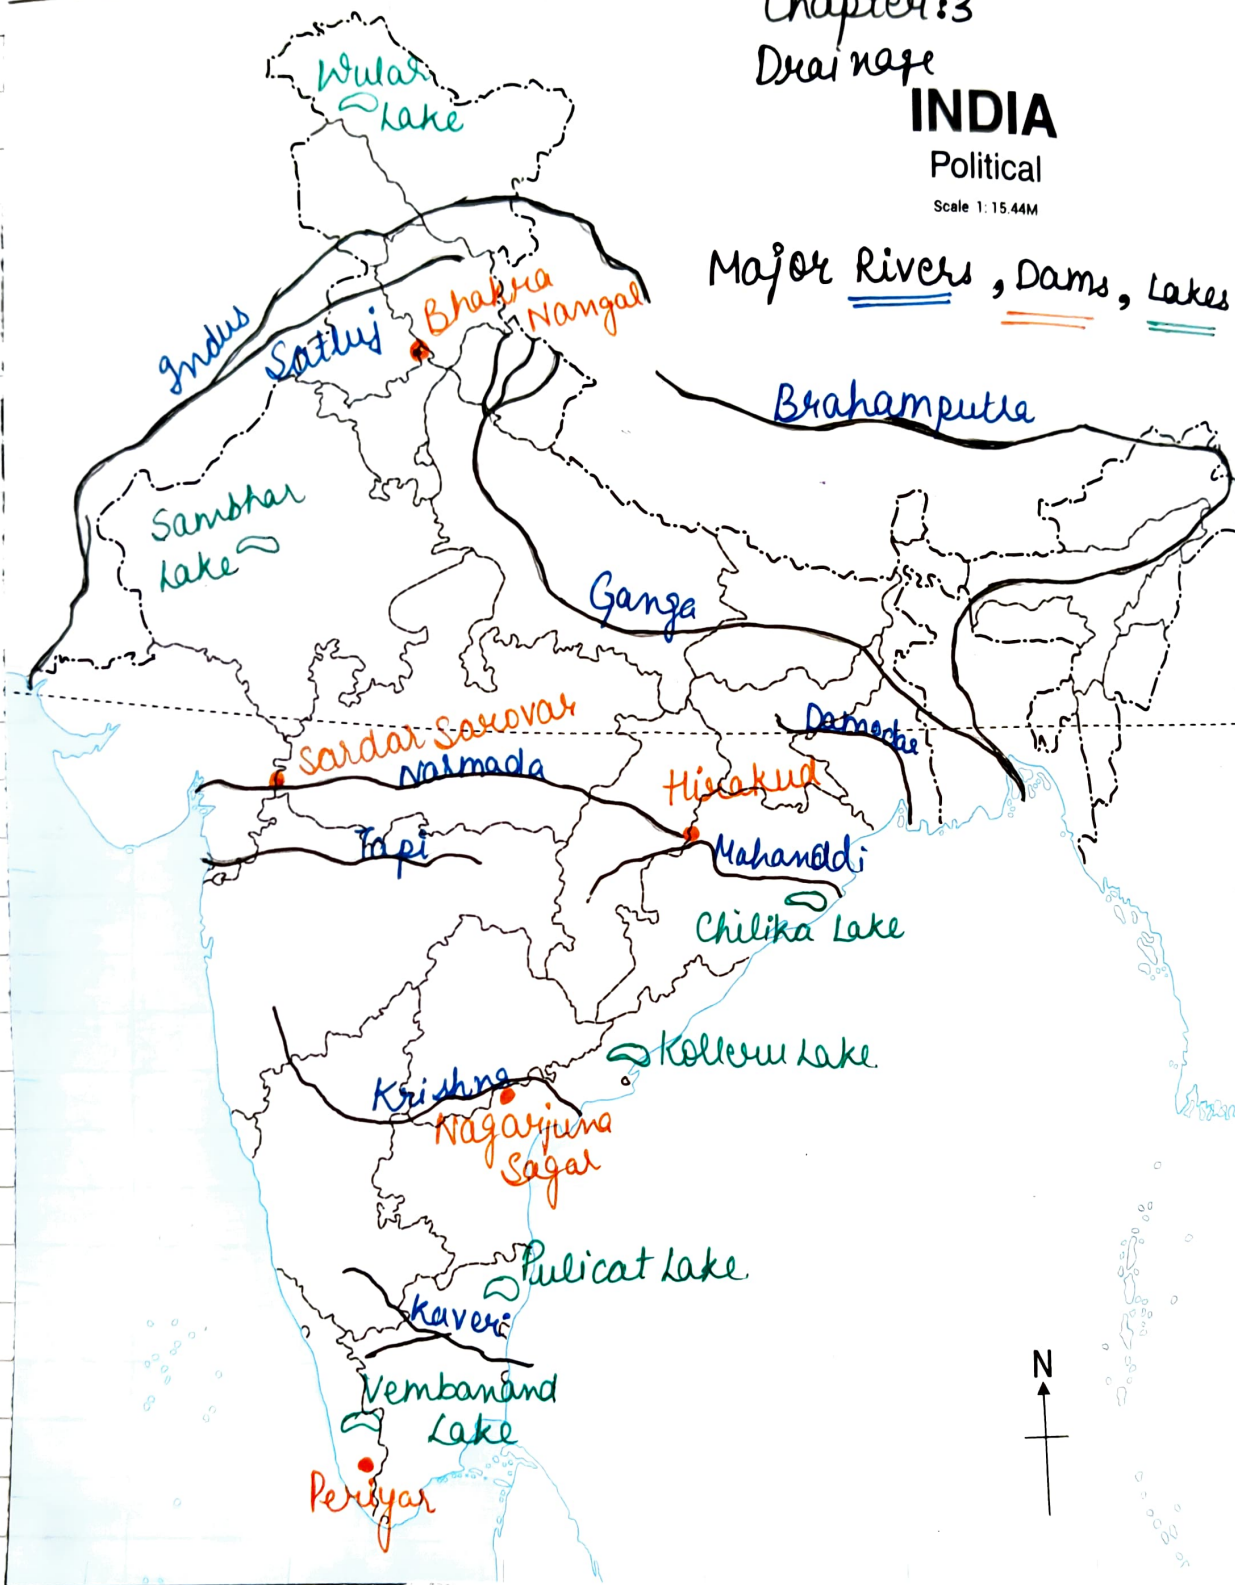 Chapter:3
Drainage
INDIA
Political
Scale 1:15.44M
Major Rivers, Dams, Lakes
Wular
Lake
Indus
Satluj
Bhakra
Nangal
Brahamputra
Sambhar
Lake
Ganga
Sardar Sarovar
Narmada
Damodar
Hirakud
Tapi
Mahanadi
Chilika Lake
Kolleru Lake
Krishna
Nagarjuna
Sagar
Pulicat Lake
Kaveri
Vembanand
Lake
Periyar
N